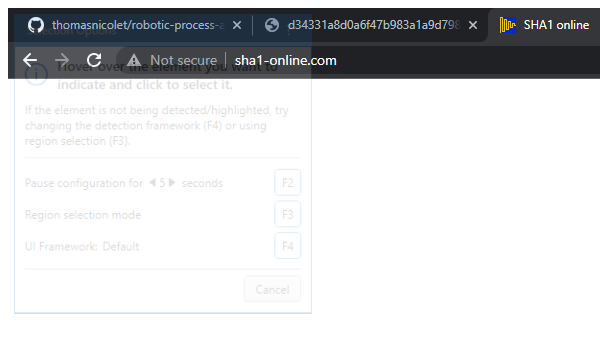 thomasnicolet/robotic-process-a
d34331a8d0a6f47b983a1a9d798
SHA1 online
Selection Options
Not secure | sha1-online.com
Hover over the element you want to
indicate and click to select it.
If the element is not being detected/highlighted, try
changing the detection framework (F4) or using
region selection (F3).
Pause configuration for 5 seconds
F2
Region selection mode
F3
UI Framework: Default
F4
Cancel